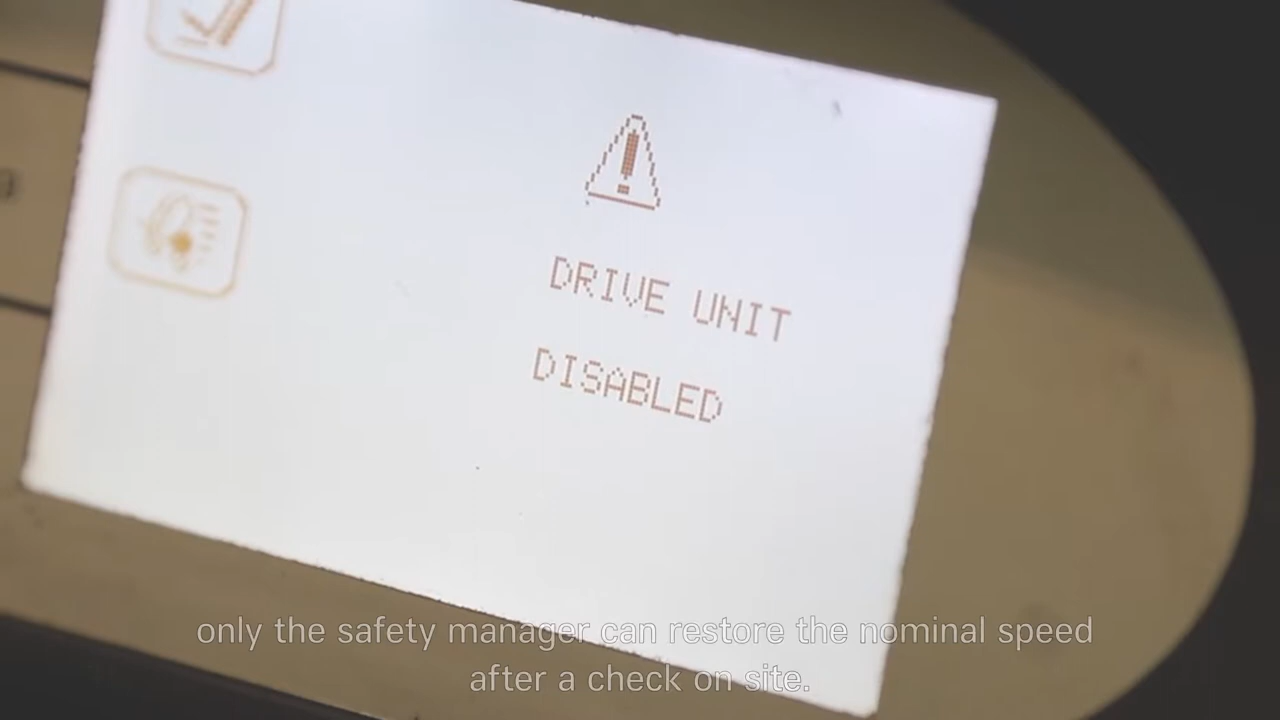 DRIVE UNIT
DISABLED
only the safety manager can restore the nominal speed
after a check on site.